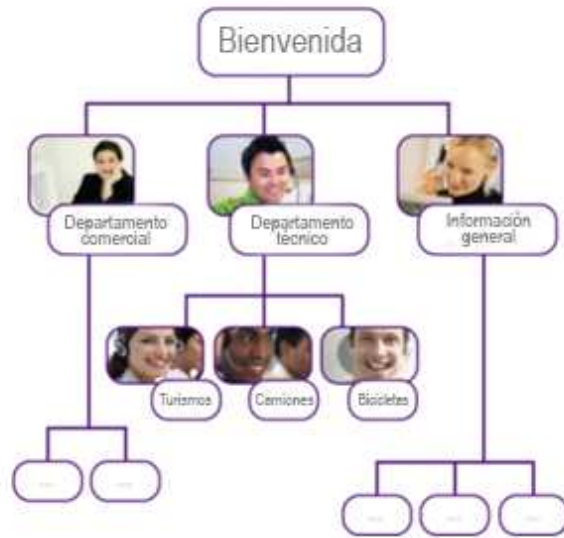 Bienvenida
Departamento
comercial
Departamento
técnico
Información
general
Turismos
Camiones
Bicicletas
...
...
...
...
...